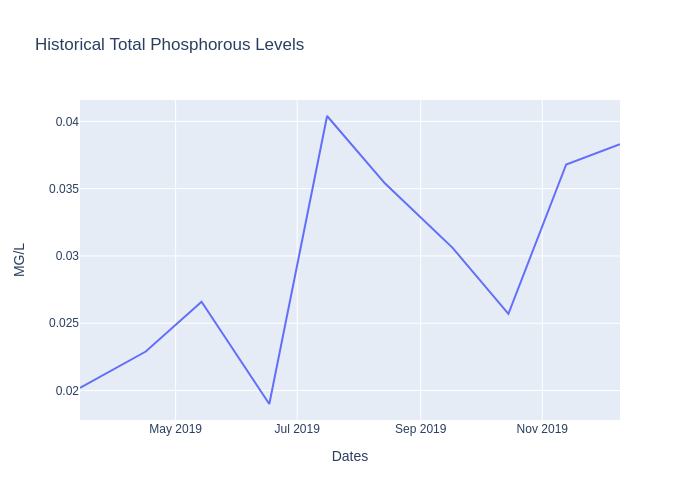 Historical Total Phosphorous Levels
0.04
0.035
0.03
0.025
0.02
MG/L
May 2019
Jul 2019
Sep 2019
Nov 2019
Dates